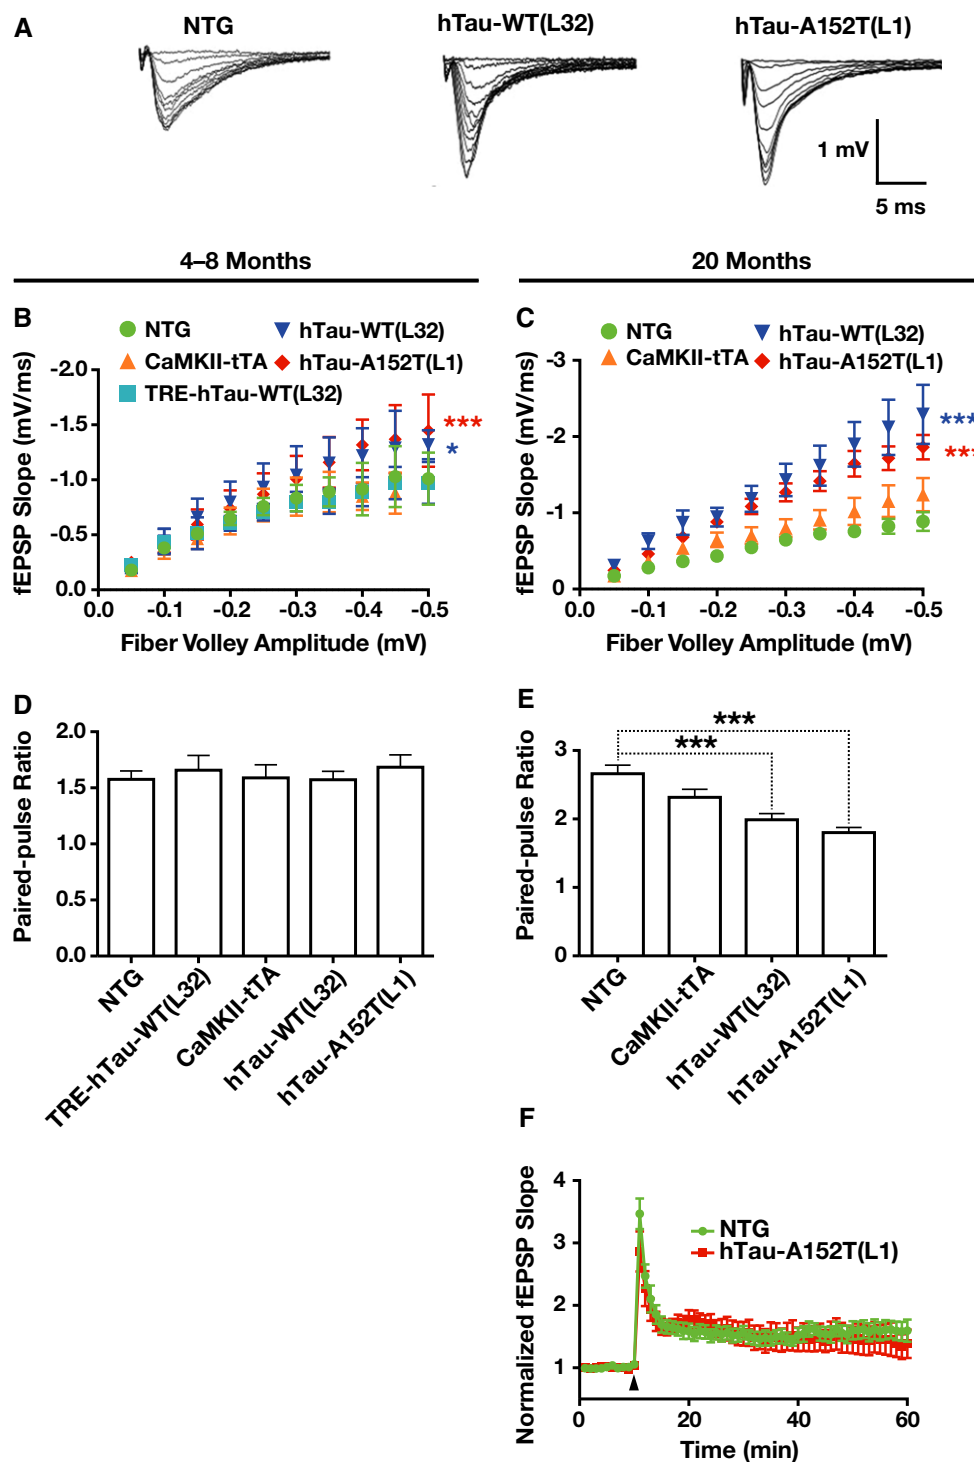 A
NTG
hTau-WT(L32)
hTau-A152T(L1)
1 mV
5 ms
4–8 Months
20 Months
B
NTG
hTau-WT(L32)
CaMKII-tTA
hTau-A152T(L1)
TRE-hTau-WT(L32)
fEPSP Slope (mV/ms)
-2.0
-1.5
-1.0
-0.5
0.0
***
*
0.0
-0.1
-0.2
-0.3
-0.4
-0.5
Fiber Volley Amplitude (mV)
C
NTG
hTau-WT(L32)
CaMKII-tTA
hTau-A152T(L1)
fEPSP Slope (mV/ms)
-3
-2
-1
0
***
***
0.0
-0.1
-0.2
-0.3
-0.4
-0.5
Fiber Volley Amplitude (mV)
D
Paired-pulse Ratio
2.0
1.5
1.0
0.5
0.0
NTG
TRE-hTau-WT(L32)
CaMKII-tTA
hTau-WT(L32)
hTau-A152T(L1)
E
Paired-pulse Ratio
3
2
1
0
***
***
NTG
CaMKII-tTA
hTau-WT(L32)
hTau-A152T(L1)
F
Normalized fEPSP Slope
4
3
2
1
NTG
hTau-A152T(L1)
0
20
40
60
Time (min)